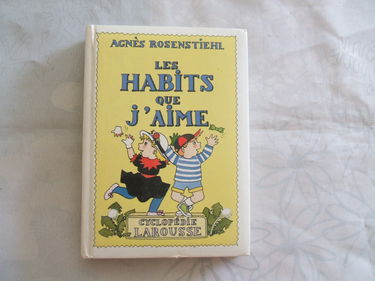 AGNÈS ROSENSTIEHL
LES
HABITS
QUE
J'AIME
CYCLOPÉDIE
LAROUSSE